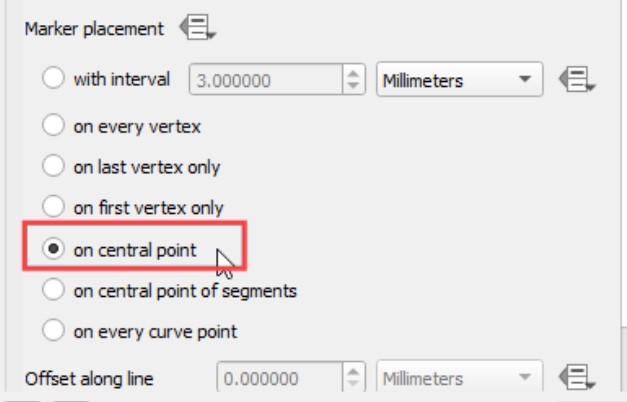 Marker placement
with interval 3.000000 Millimeters
on every vertex
on last vertex only
on first vertex only
on central point
on central point of segments
on every curve point
Offset along line 0.000000 Millimeters